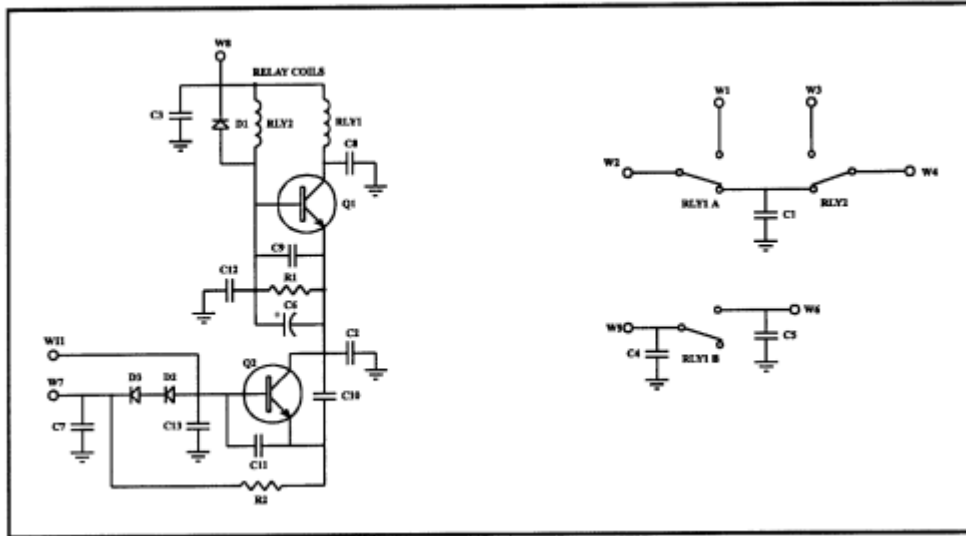 W8
RELAY COILS
C3
D1
RLY2
RLY1
C8
Q1
C9
C12
R1
+ C6
W11
W7
Q2
C2
D3
D2
C10
C7
C13
C11
R2
W1
W3
W2
W4
RLY1 A
RLY2
C1
W6
C4
RLY1 B
C5